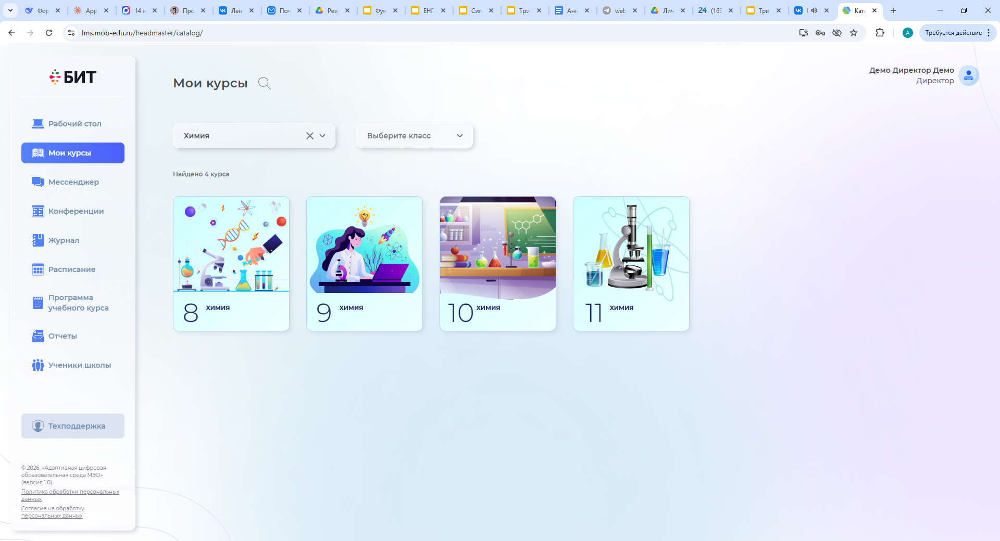 Фор
App
14 н
Про
Лен
Поч
Резу
Фун
ЕНГ
Сиг
Три
Анн
web
Лич
24 (163
Три
Ката
lms.mob-edu.ru/headmaster/catalog/
A
Требуется действие
БИТ
Рабочий стол
Мои курсы
Мессенджер
Конференции
Журнал
Расписание
Программа
учебного курса
Отчеты
Ученики школы
Техподдержка
© 2026, «Адаптивная цифровая
образовательная среда МЭО»
(версия 1.0)
Политика обработки персональных
данных
Согласие на обработку
персональных данных
Мои курсы
Демо Директор Демо
Директор
Химия
Выберите класс
Найдено 4 курса
8 ХИМИЯ
9 ХИМИЯ
10 ХИМИЯ
11 ХИМИЯ